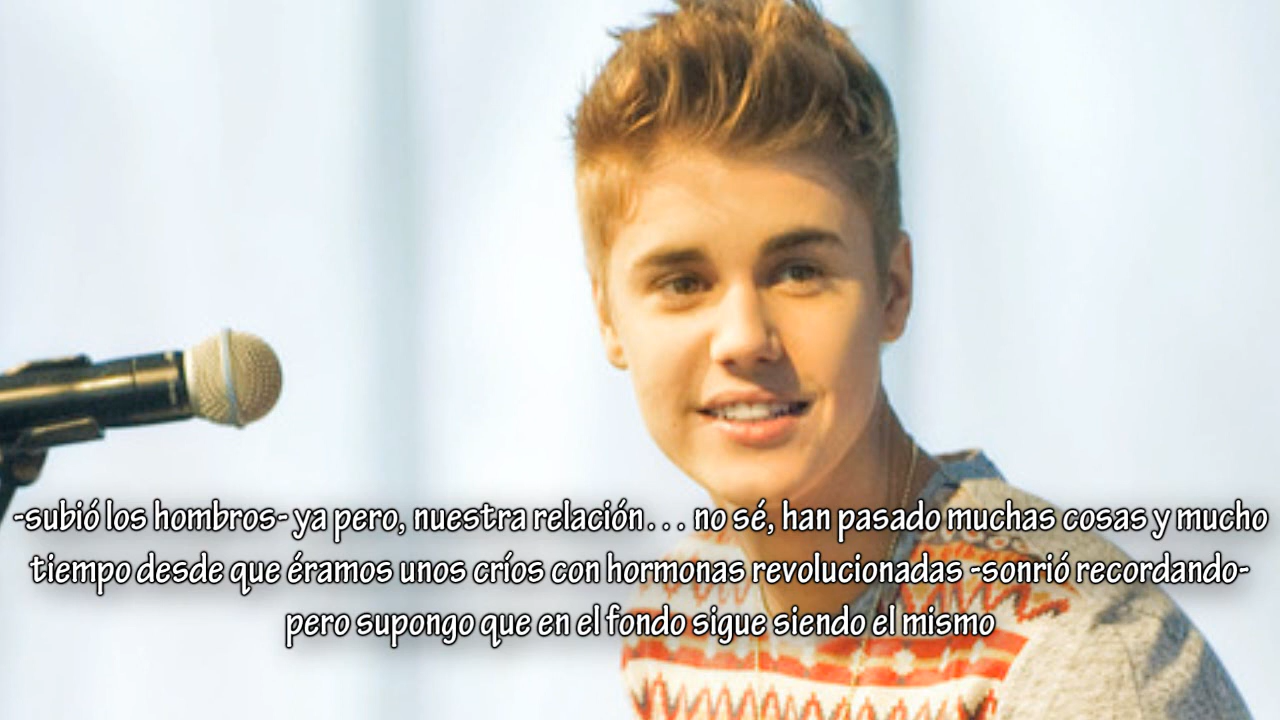 -subió los hombros- ya pero, nuestra relación... no sé, han pasado muchas cosas y mucho
tiempo desde que éramos unos críos con hormonas revolucionadas -sonrió recordando-
pero supongo que en el fondo sigue siendo el mismo